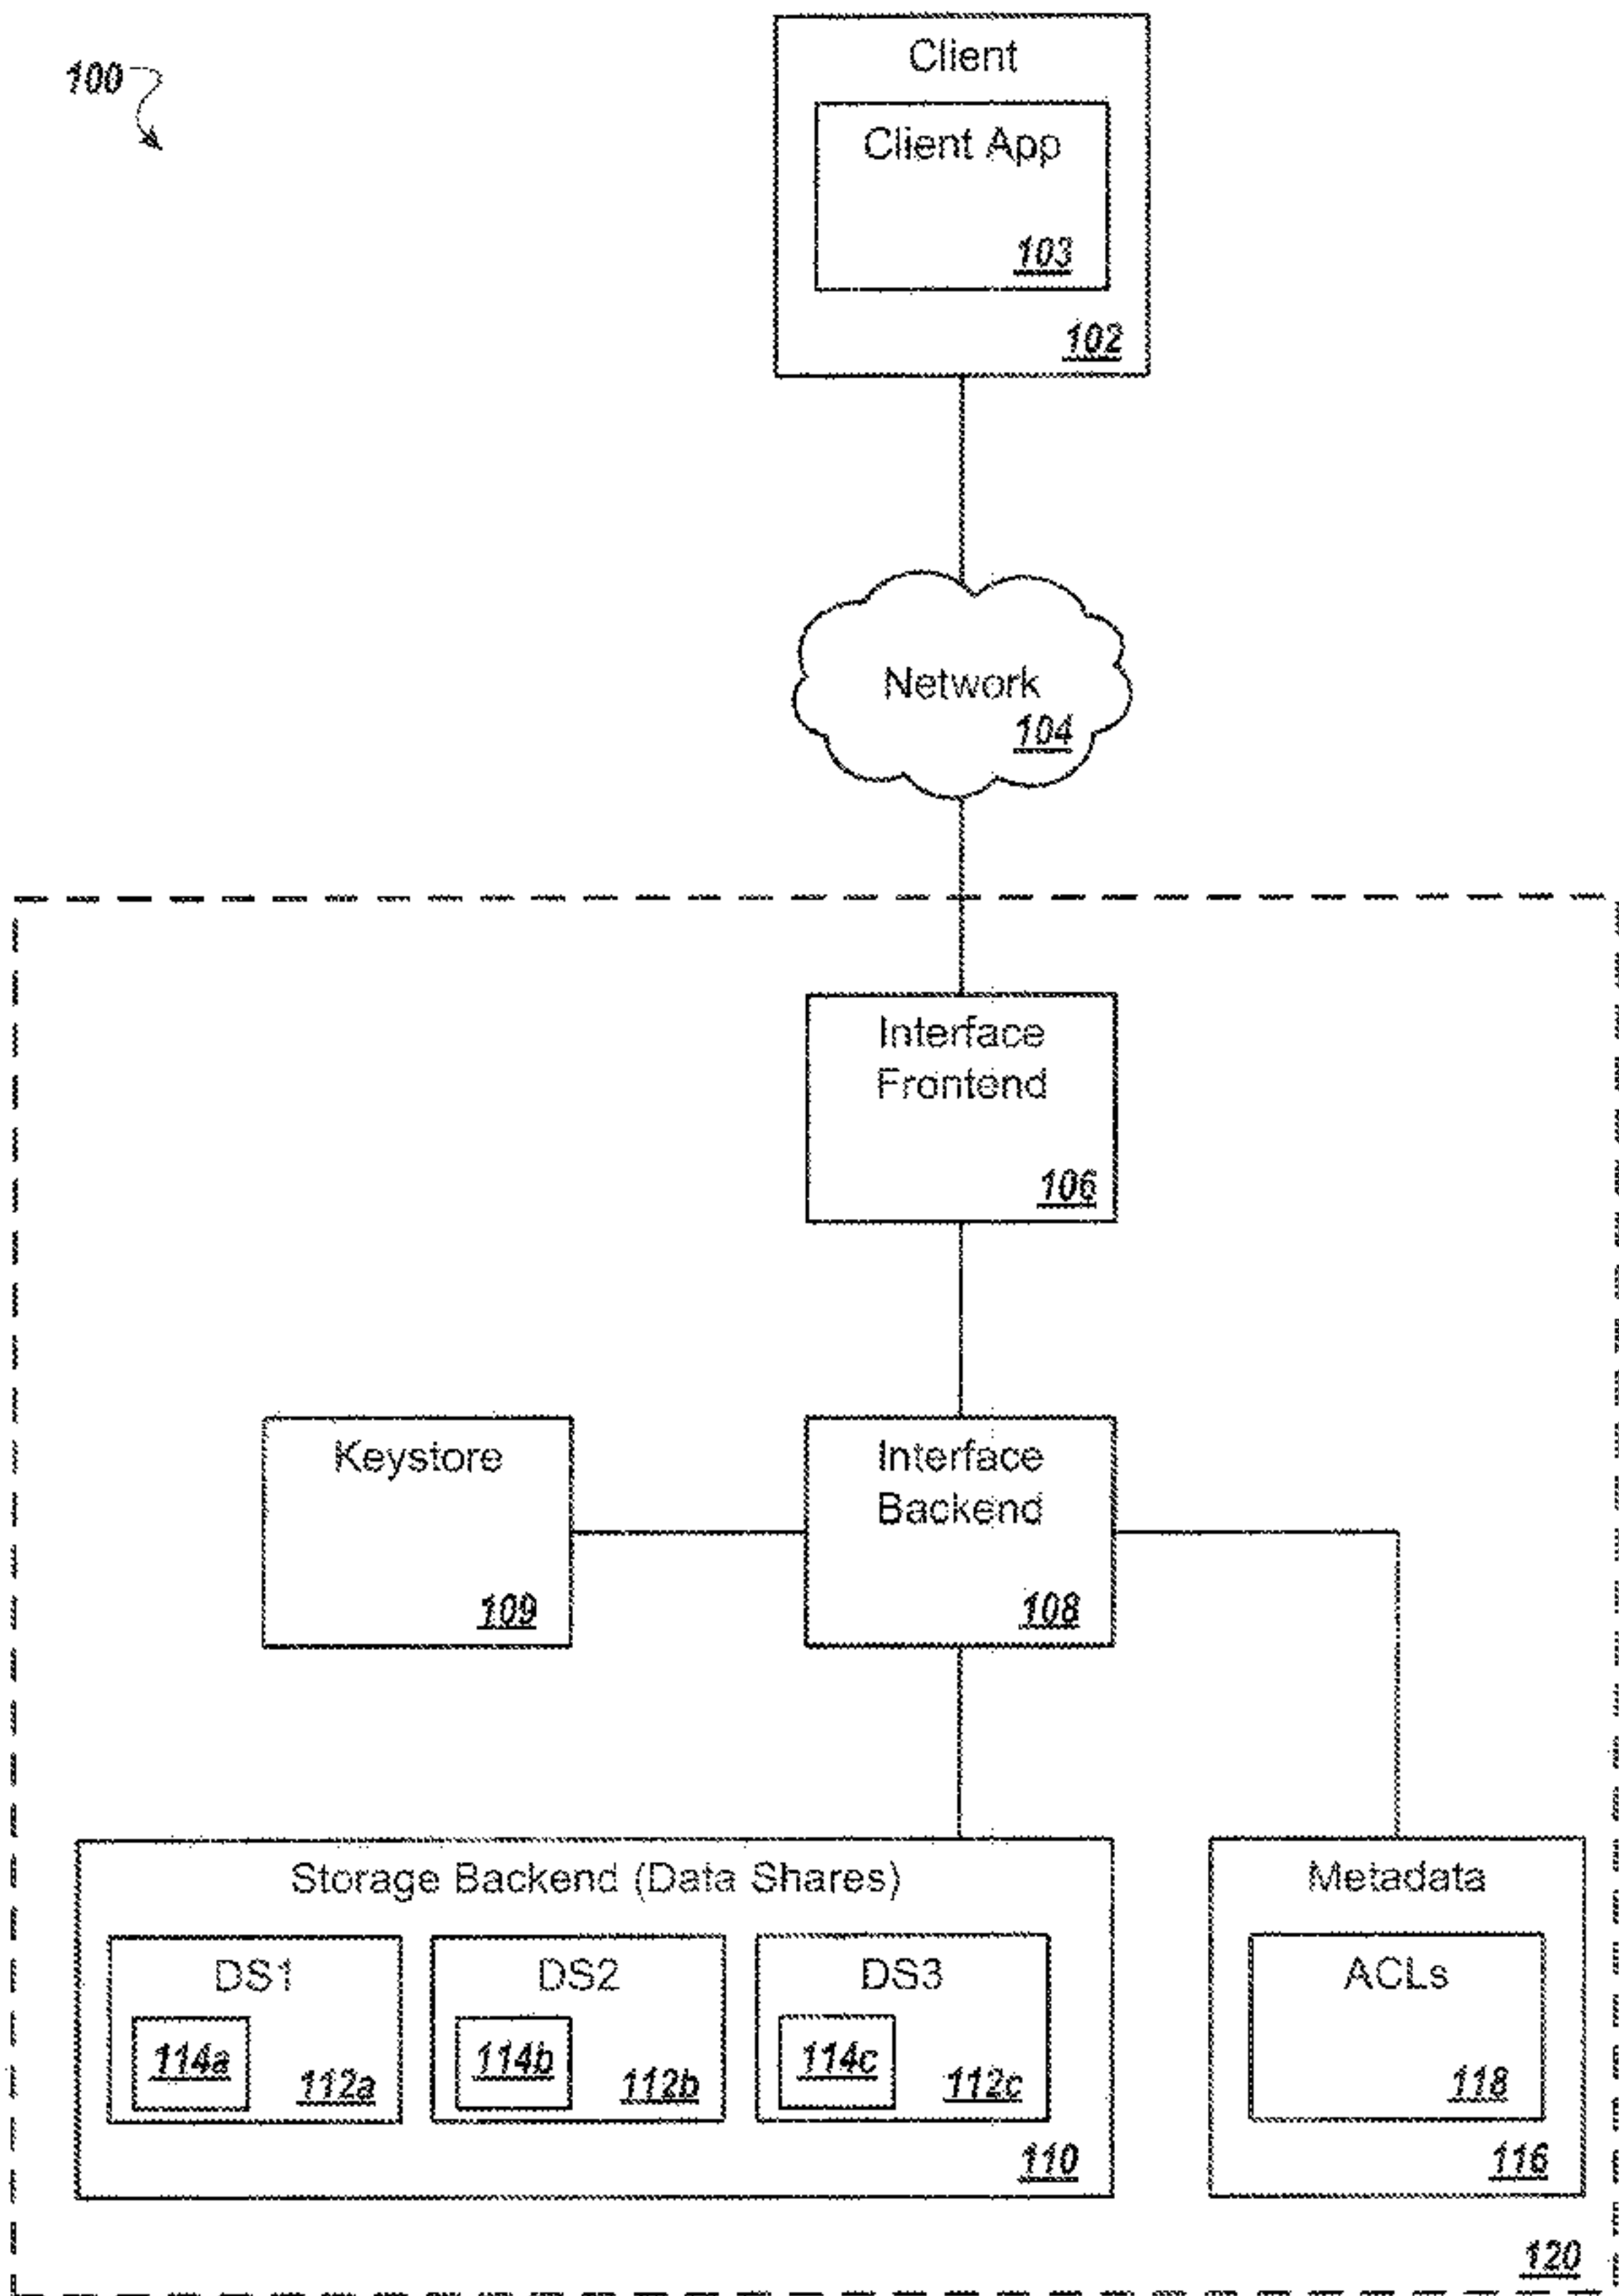 100
Client
Client App
103
102
Network
104
Interface
Frontend
106
Keystore
109
Interface
Backend
108
Storage Backend (Data Shares)
DS1
114a
112a
DS2
114b
112b
DS3
114c
112c
110
Metadata
ACLs
118
116
120